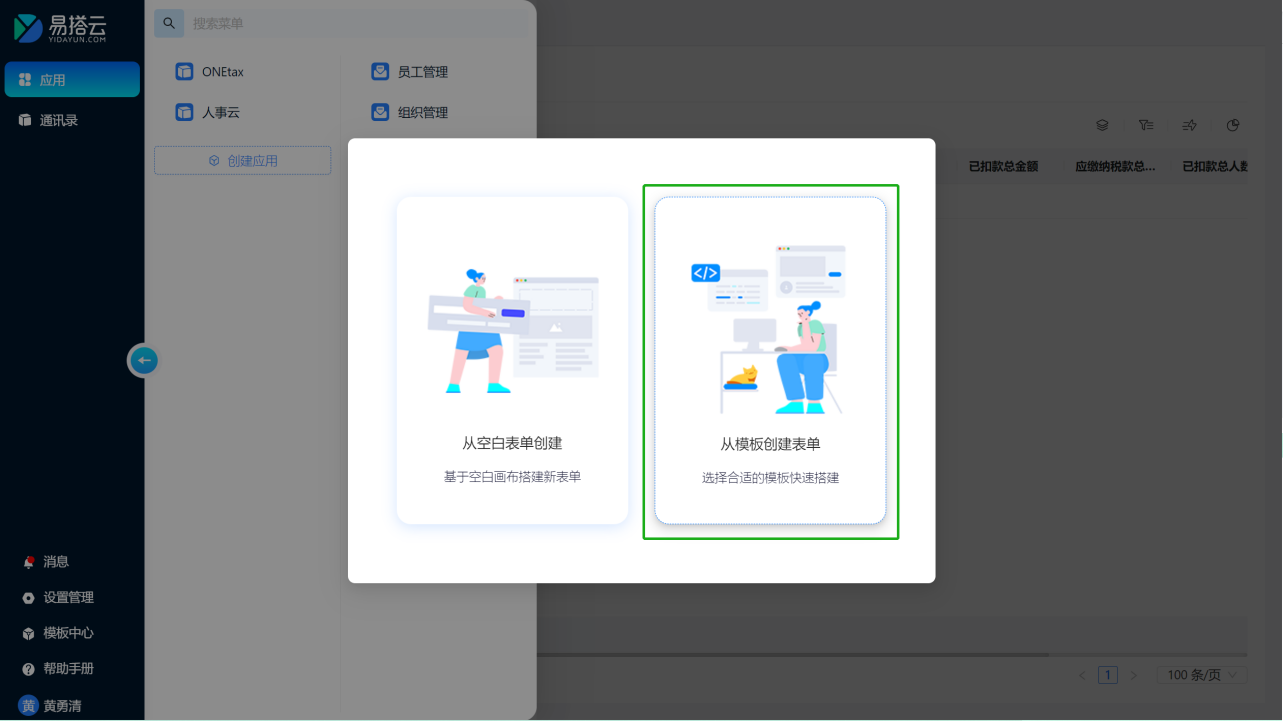 易搭云
YIDAYUN.COM
应用
通讯录
搜索菜单
ONEtax
员工管理
人事云
组织管理
创建应用
已扣款总金额
应缴纳税款总...
已扣款总人数
</>
从空白表单创建
基于空白画布搭建新表单
从模板创建表单
选择合适的模板快速搭建
消息
设置管理
模板中心
帮助手册
黄
黄勇清
1
100 条/页